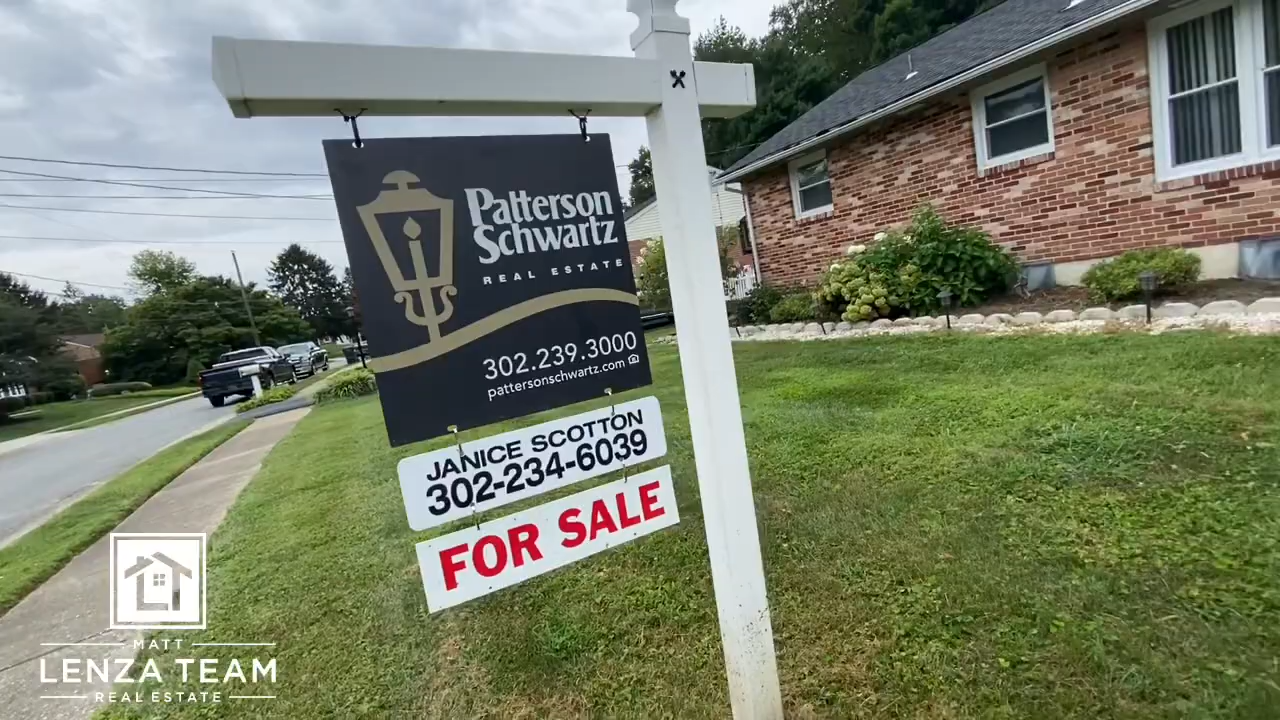 Patterson
Schwartz
REAL ESTATE
302.239.3000
pattersonschwartz.com
JANICE SCOTTON
302-234-6039
FOR SALE
MATT
LENZA TEAM
REAL ESTATE